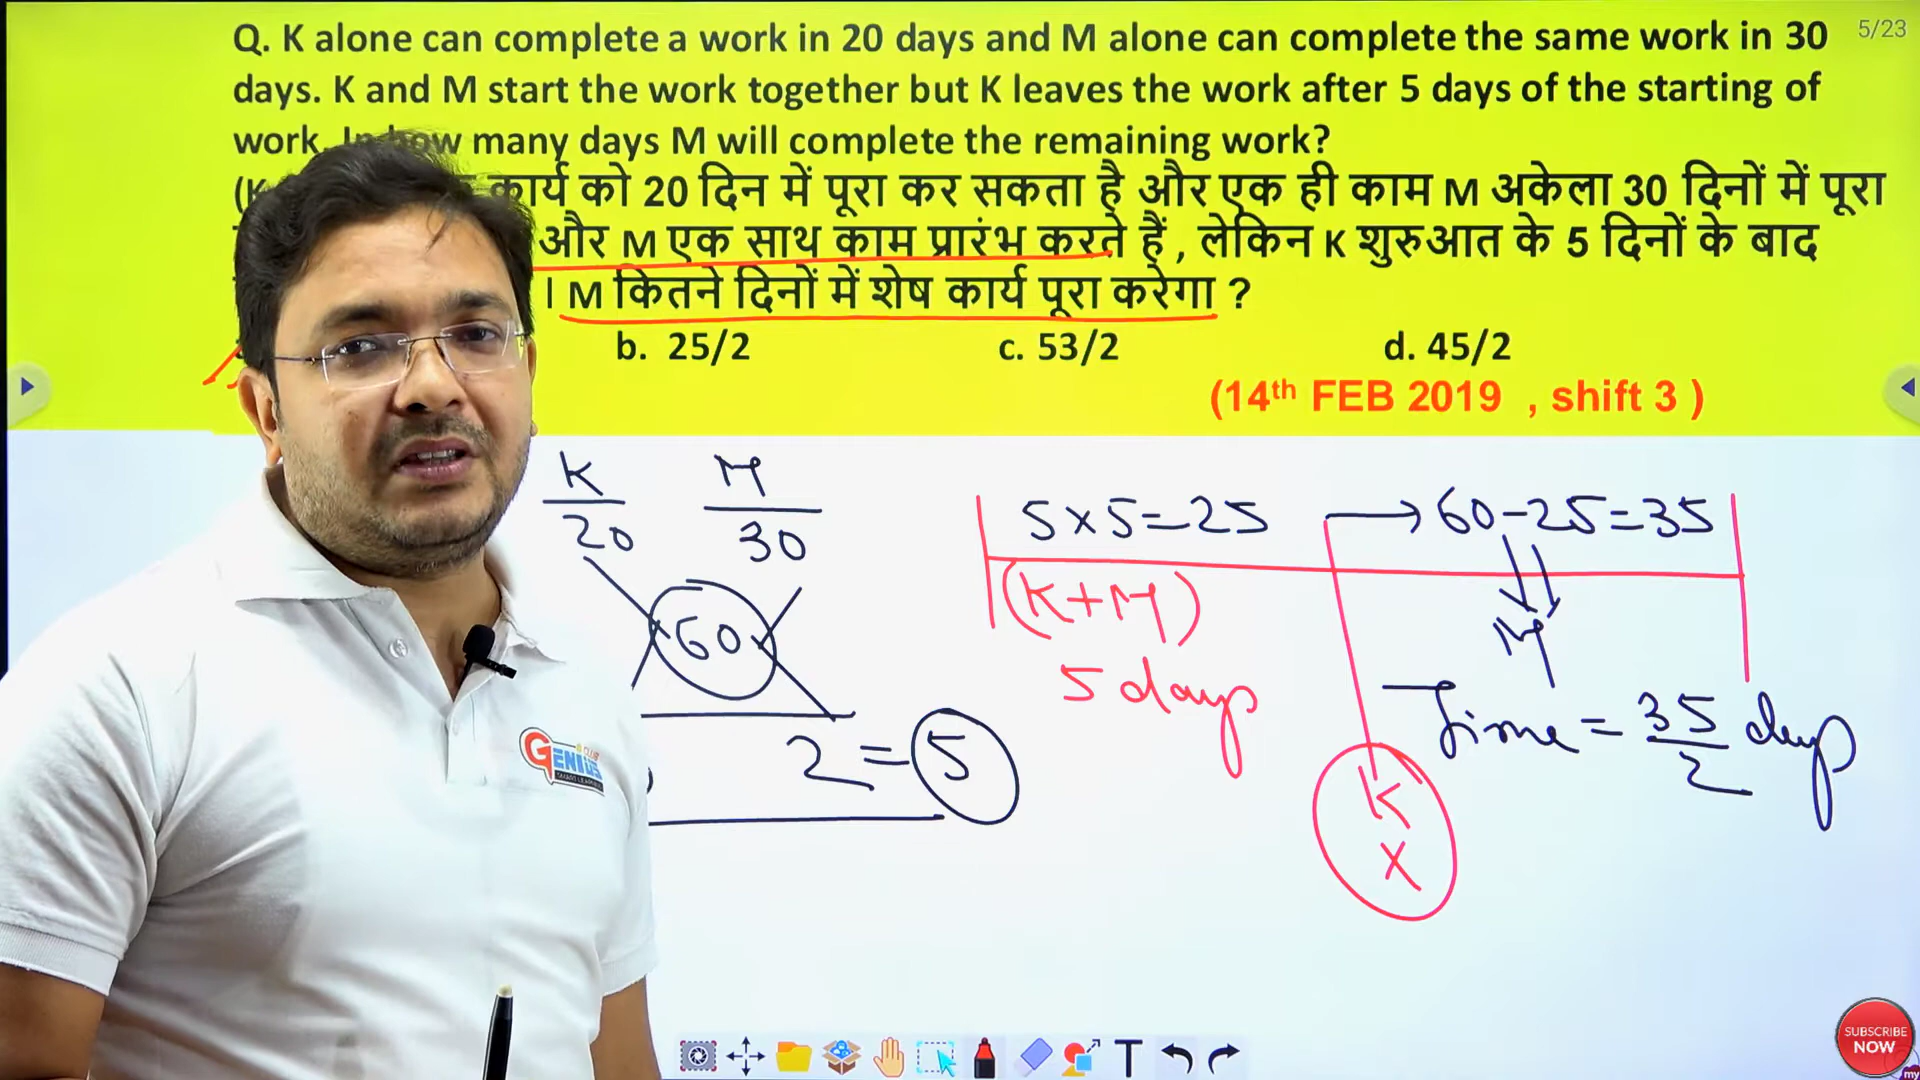 Q. K alone can complete a work in 20 days and M alone can complete the same work in 30
5/23
days. K and M start the work together but K leaves the work after 5 days of the starting of
work. In how many days M will complete the remaining work?
(K कार्य को 20 दिन में पूरा कर सकता है और एक ही काम M अकेला 30 दिनों में पूरा
और M एक साथ काम प्रारंभ करते हैं, लेकिन K शुरुआत के 5 दिनों के बाद
। M कितने दिनों में शेष कार्य पूरा करेगा ?
b. 25/2 c. 53/2 d. 45/2
(14th FEB 2019 , shift 3 )
K M
20 30
60
2 = 5
5×5=25 → 60-25=35
(K+M) M
5 days
Time = 35/2 days
K
X
GENIUS
SUBSCRIBE
NOW
T
my